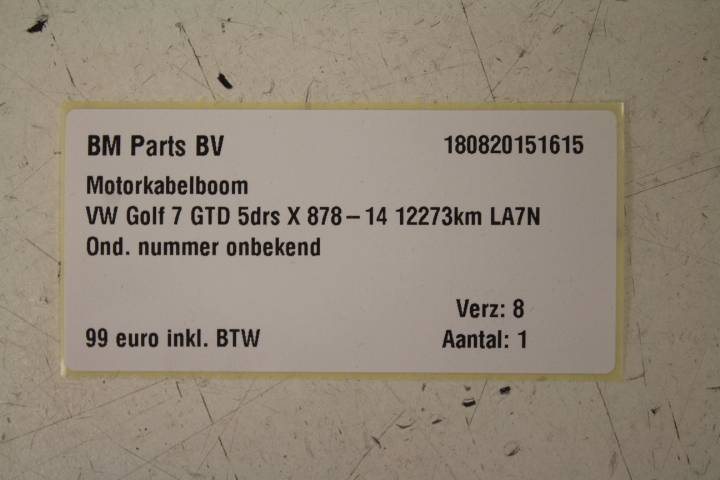 BM Parts BV 180820151615
Motorkabelboom
VW Golf 7 GTD 5drs X 878-14 12273km LA7N
Ond. nummer onbekend
Verz: 8
99 euro inkl. BTW Aantal: 1